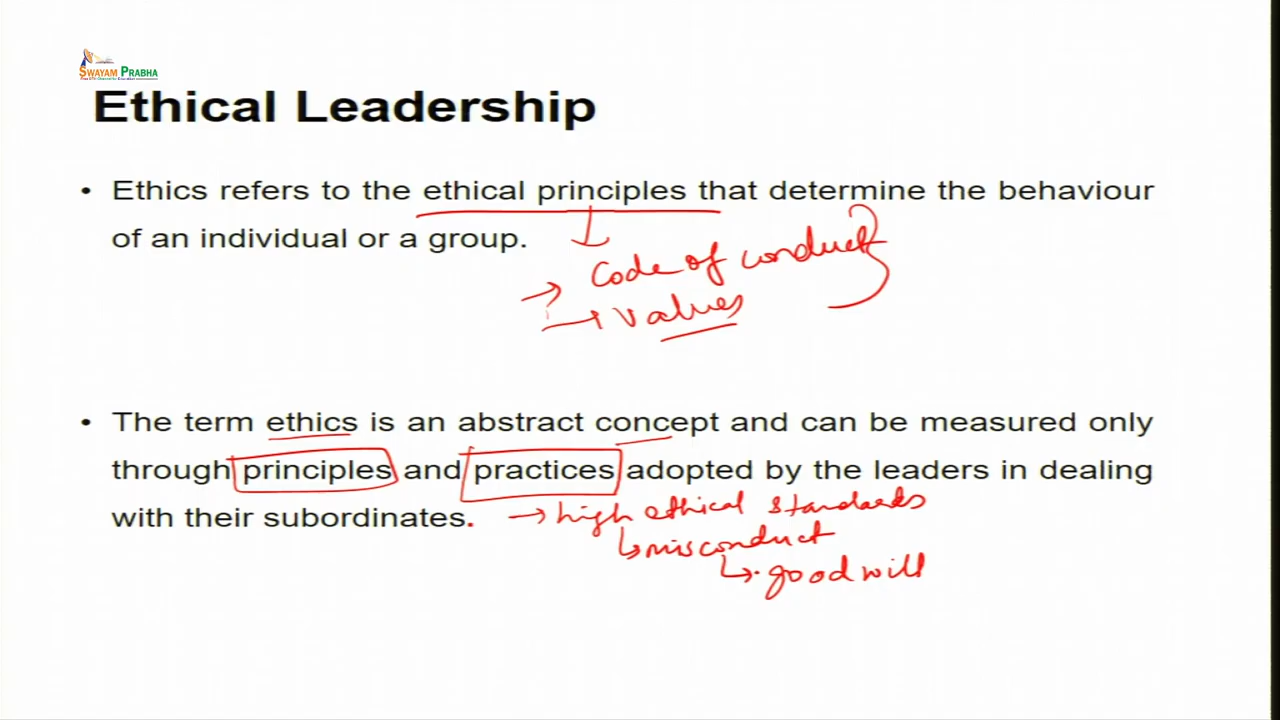 SWAYAM PRABHA
Ethical Leadership
• Ethics refers to the ethical principles that determine the behaviour
of an individual or a group.
Code of conduct
values
• The term ethics is an abstract concept and can be measured only
through principles and practices adopted by the leaders in dealing
with their subordinates.
high ethical standards
misconduct
goodwill